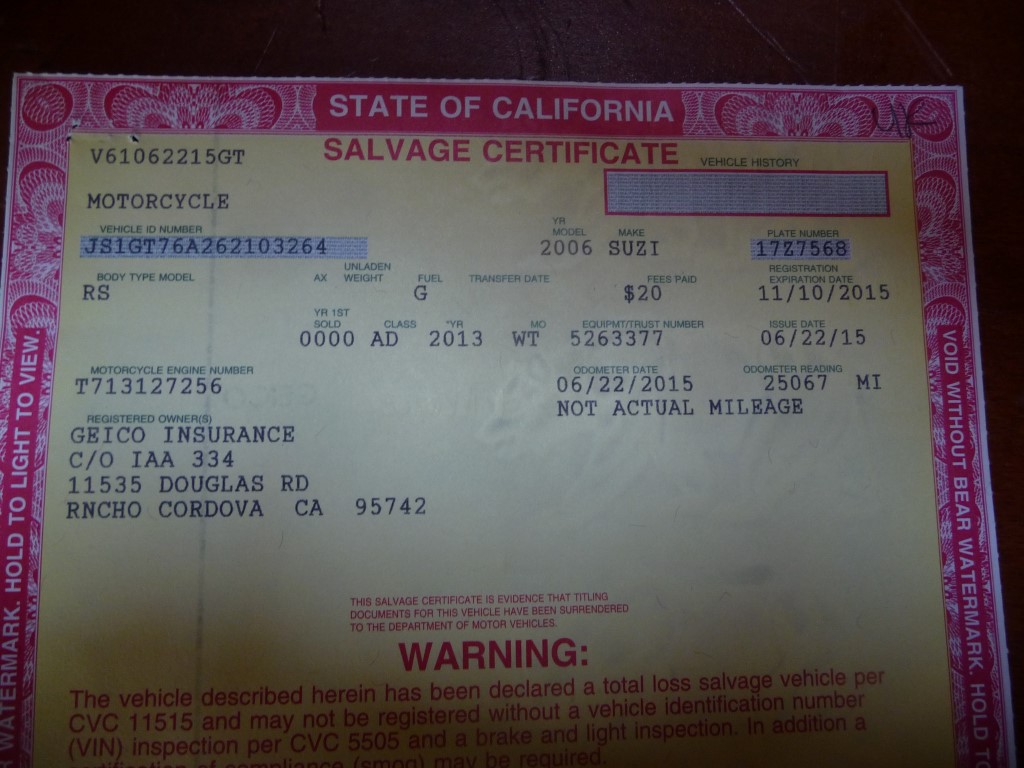 STATE OF CALIFORNIA
SALVAGE CERTIFICATE
V61062215GT
VEHICLE HISTORY
MOTORCYCLE
VEHICLE ID NUMBER YR MODEL MAKE PLATE NUMBER
JS1GT76A262103264 2006 SUZI 17Z7568
BODY TYPE MODEL AX UNLADEN WEIGHT FUEL TRANSFER DATE FEES PAID REGISTRATION EXPIRATION DATE
RS G $20 11/10/2015
YR 1ST SOLD CLASS *YR MO EQUIPMT/TRUST NUMBER ISSUE DATE
0000 AD 2013 WT 5263377 06/22/15
MOTORCYCLE ENGINE NUMBER ODOMETER DATE ODOMETER READING
T713127256 06/22/2015 25067 MI
NOT ACTUAL MILEAGE
REGISTERED OWNER(S)
GEICO INSURANCE
C/O IAA 334
11535 DOUGLAS RD
RNCHO CORDOVA CA 95742
THIS SALVAGE CERTIFICATE IS EVIDENCE THAT TITLING
DOCUMENTS FOR THIS VEHICLE HAVE BEEN SURRENDERED
TO THE DEPARTMENT OF MOTOR VEHICLES.
WARNING:
The vehicle described herein has been declared a total loss salvage vehicle per
CVC 11515 and may not be registered without a vehicle identification number
(VIN) inspection per CVC 5505 and a brake and light inspection. In addition a
certification of compliance (smog) may be required.
WATERMARK. HOLD TO LIGHT TO VIEW.
VOID WITHOUT BEAR WATERMARK. HOLD TO